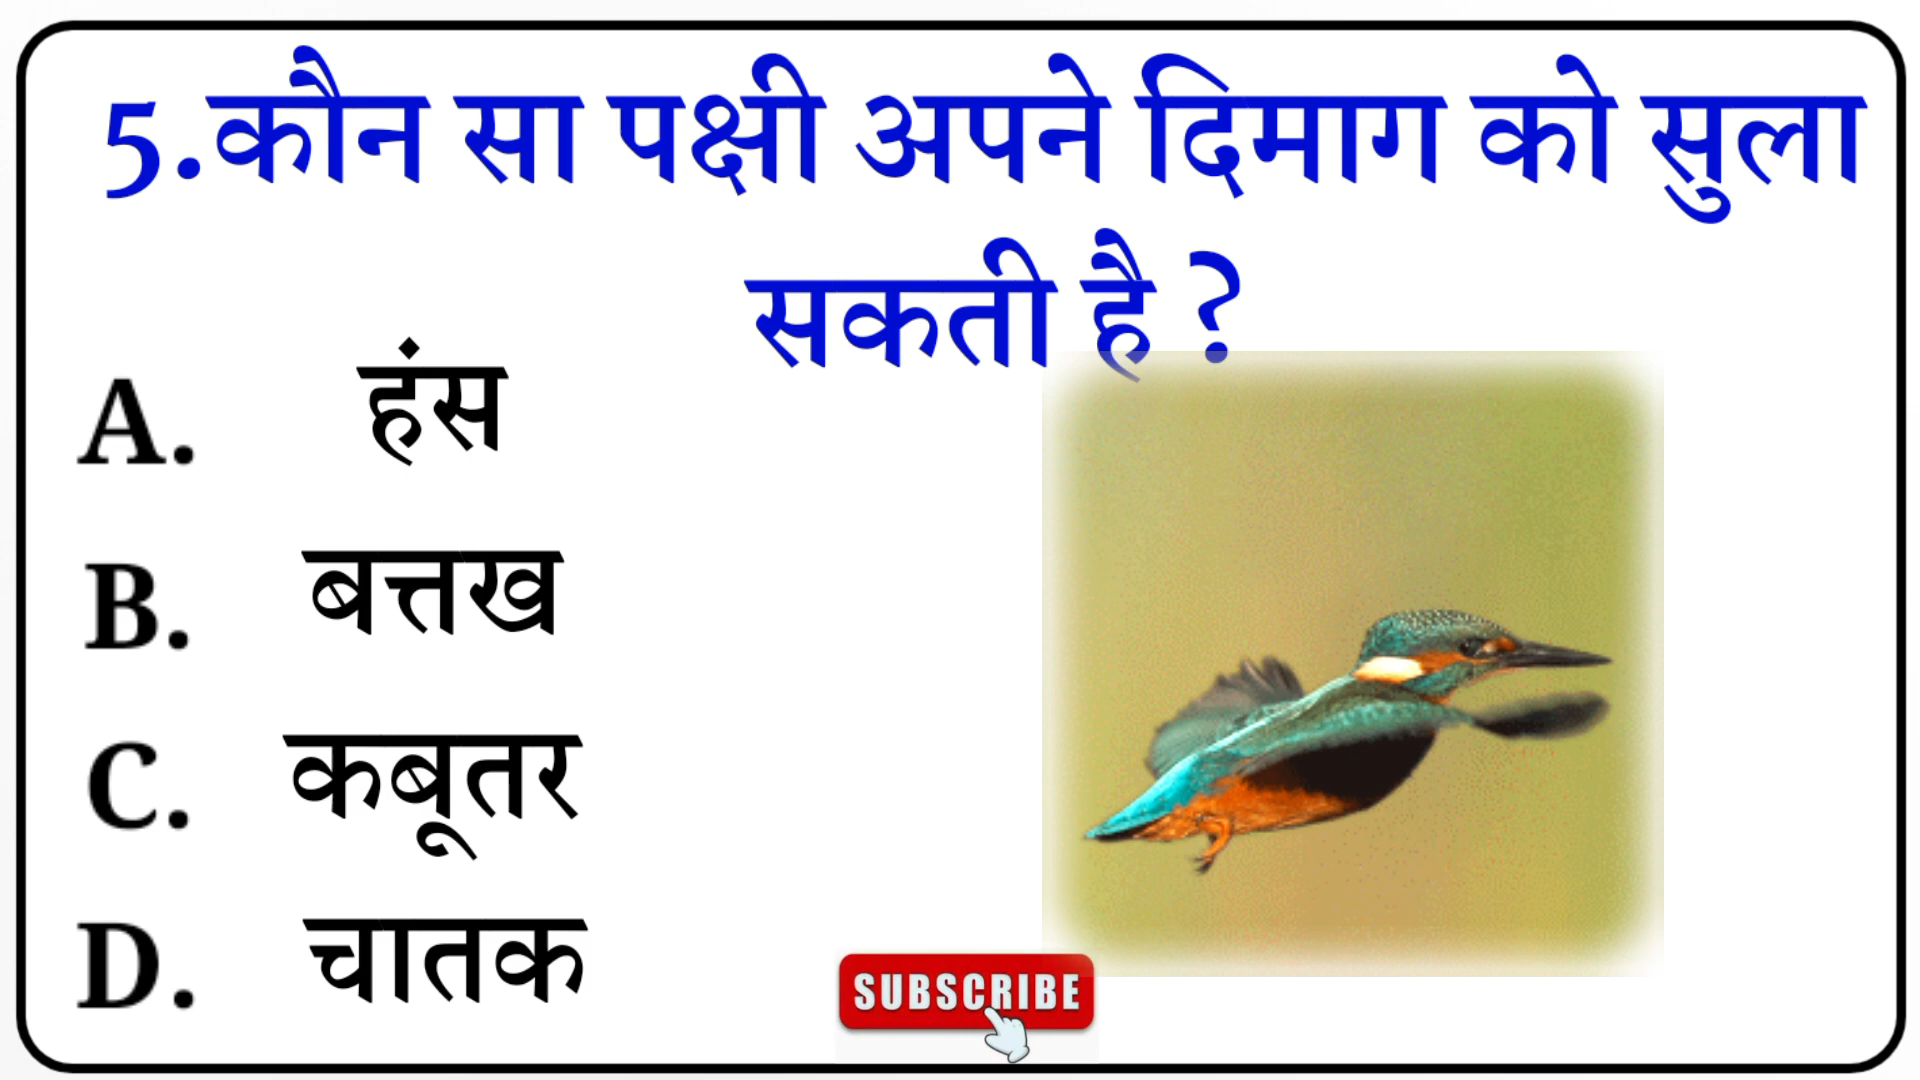 5.कौन सा पक्षी अपने दिमाग को सुला
सकती है ?
A. हंस
B. बत्तख
C. कबूतर
D. चातक
SUBSCRIBE